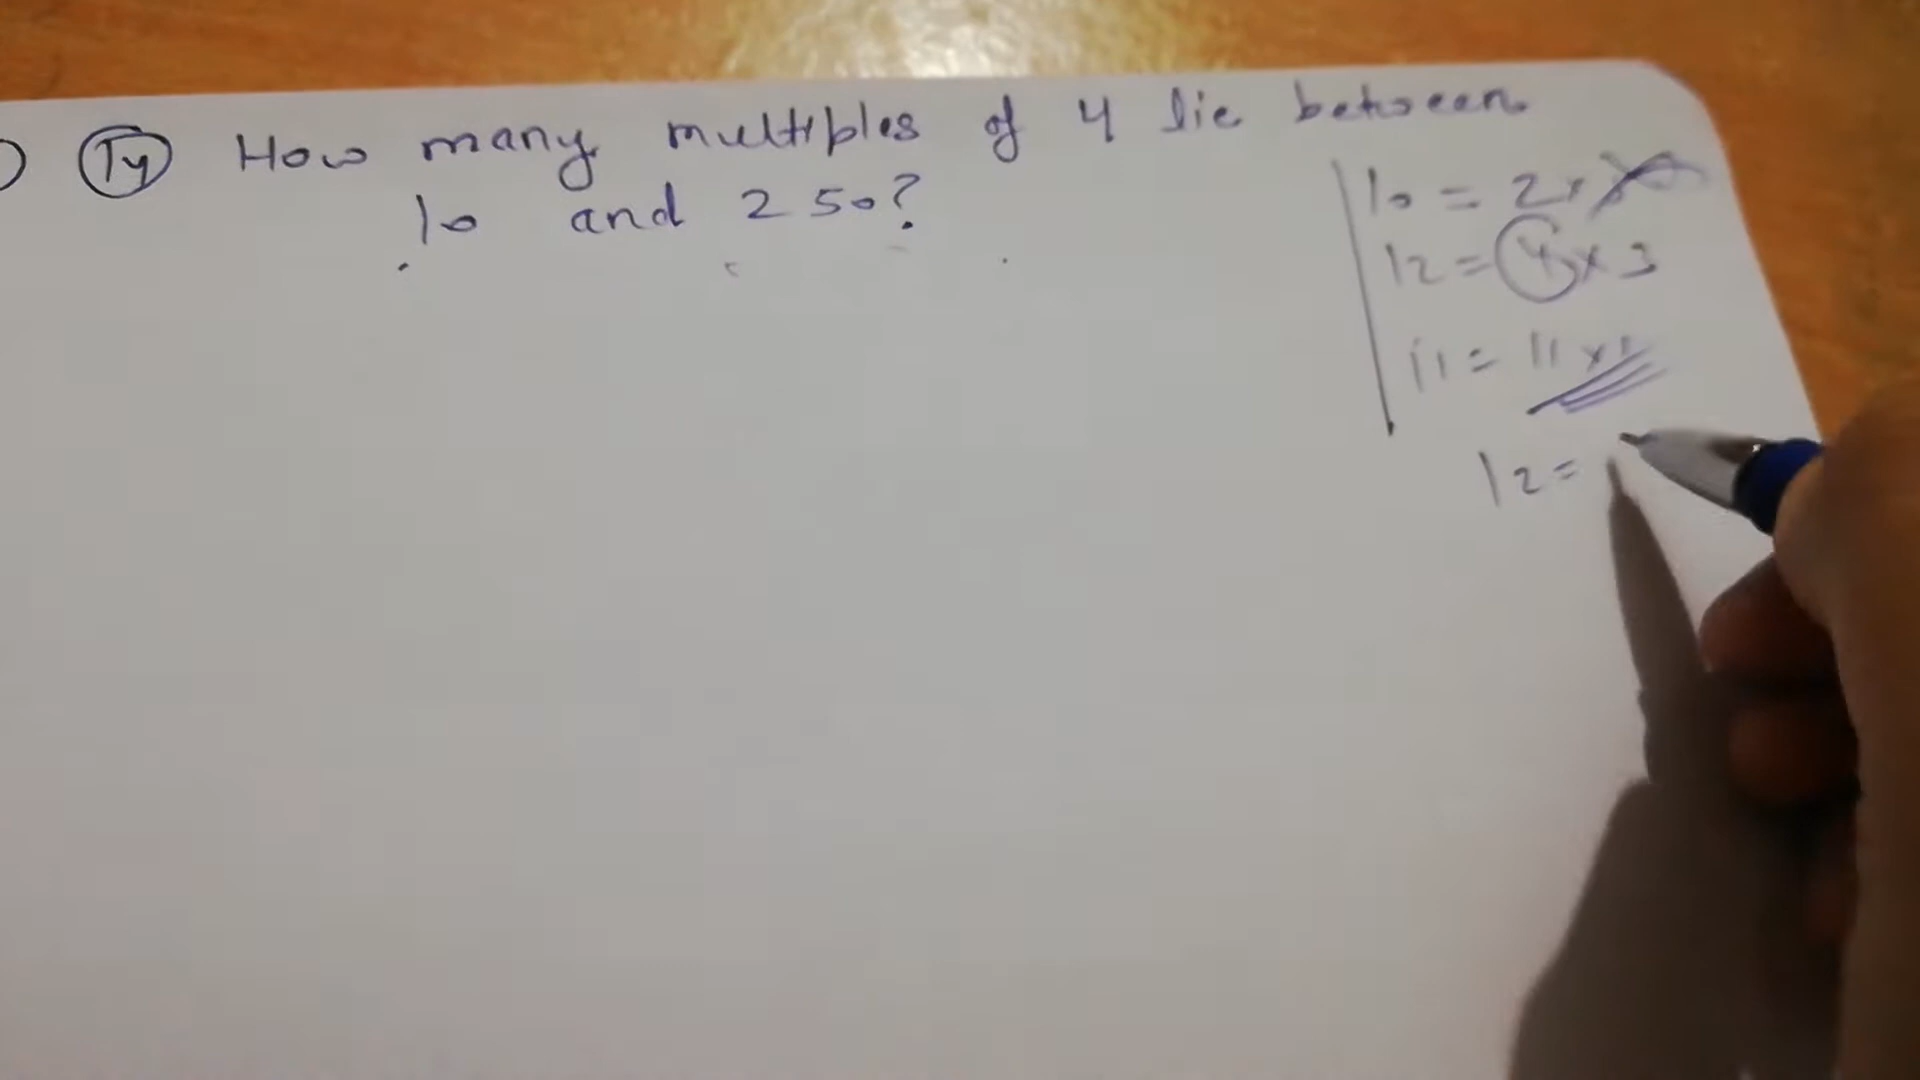 Ty How many multiples of 4 lie between
10 and 250?
10 = 2×
12 = 4×3
11 = 11×1
12 =